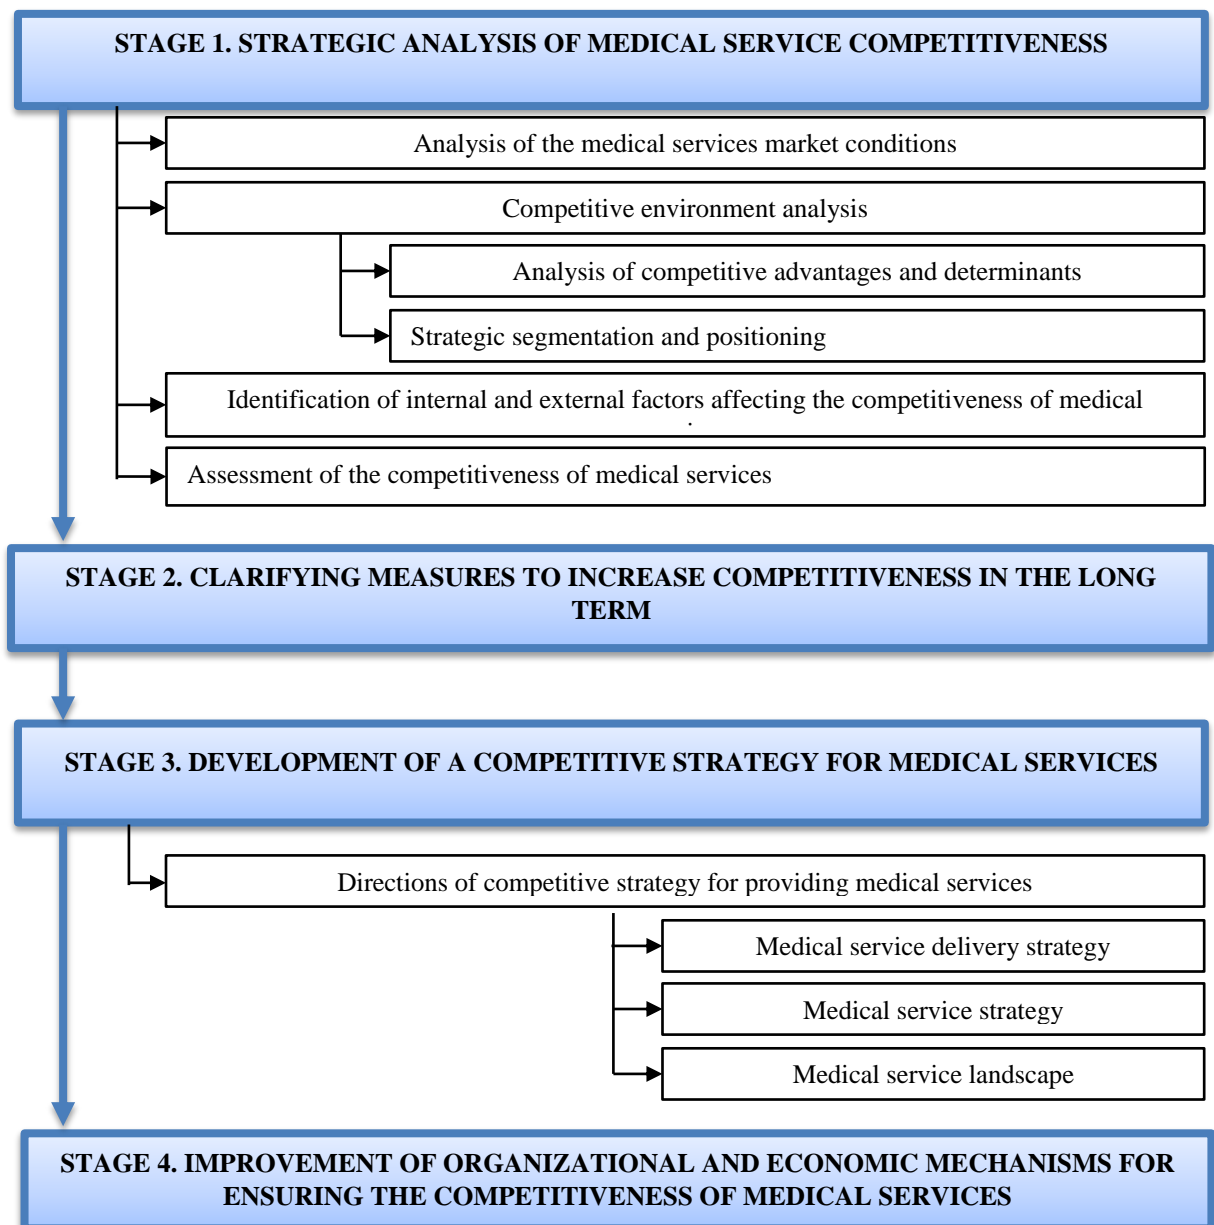 STAGE 1. STRATEGIC ANALYSIS OF MEDICAL SERVICE COMPETITIVENESS
Analysis of the medical services market conditions
Competitive environment analysis
Analysis of competitive advantages and determinants
Strategic segmentation and positioning
Identification of internal and external factors affecting the competitiveness of medical
Assessment of the competitiveness of medical services
STAGE 2. CLARIFYING MEASURES TO INCREASE COMPETITIVENESS IN THE LONG
TERM
STAGE 3. DEVELOPMENT OF A COMPETITIVE STRATEGY FOR MEDICAL SERVICES
Directions of competitive strategy for providing medical services
Medical service delivery strategy
Medical service strategy
Medical service landscape
STAGE 4. IMPROVEMENT OF ORGANIZATIONAL AND ECONOMIC MECHANISMS FOR
ENSURING THE COMPETITIVENESS OF MEDICAL SERVICES